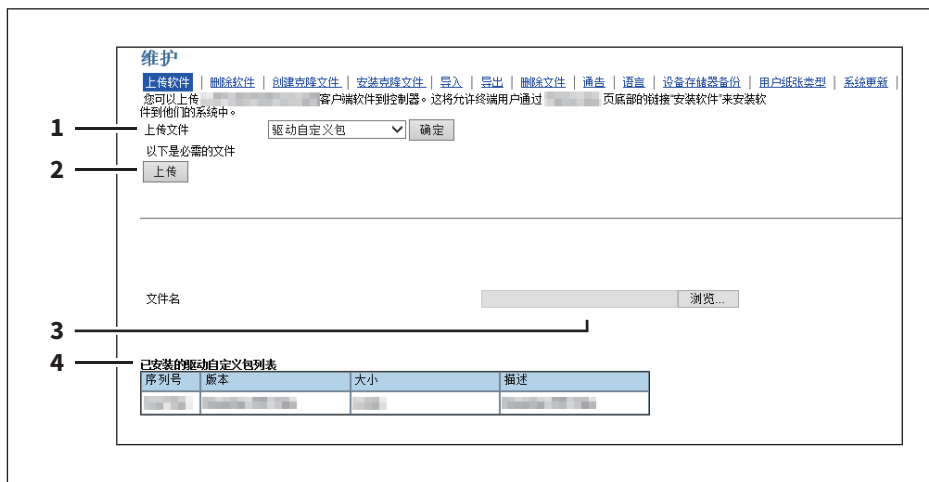 维护
上传软件 | 删除软件 | 创建克隆文件 | 安装克隆文件 | 导入 | 导出 | 删除文件 | 通告 | 语言 | 设备存储器备份 | 用户纸张类型 | 系统更新 |
您可以上传 客户端软件到控制器。这将允许终端用户通过 页底部的链接"安装软件"来安装软
件到他们的系统中。
1 上传文件 驱动自定义包 确定
以下是必需的文件
2 上传
文件名 浏览...
3
4 已安装的驱动自定义包列表
序列号 版本 大小 描述